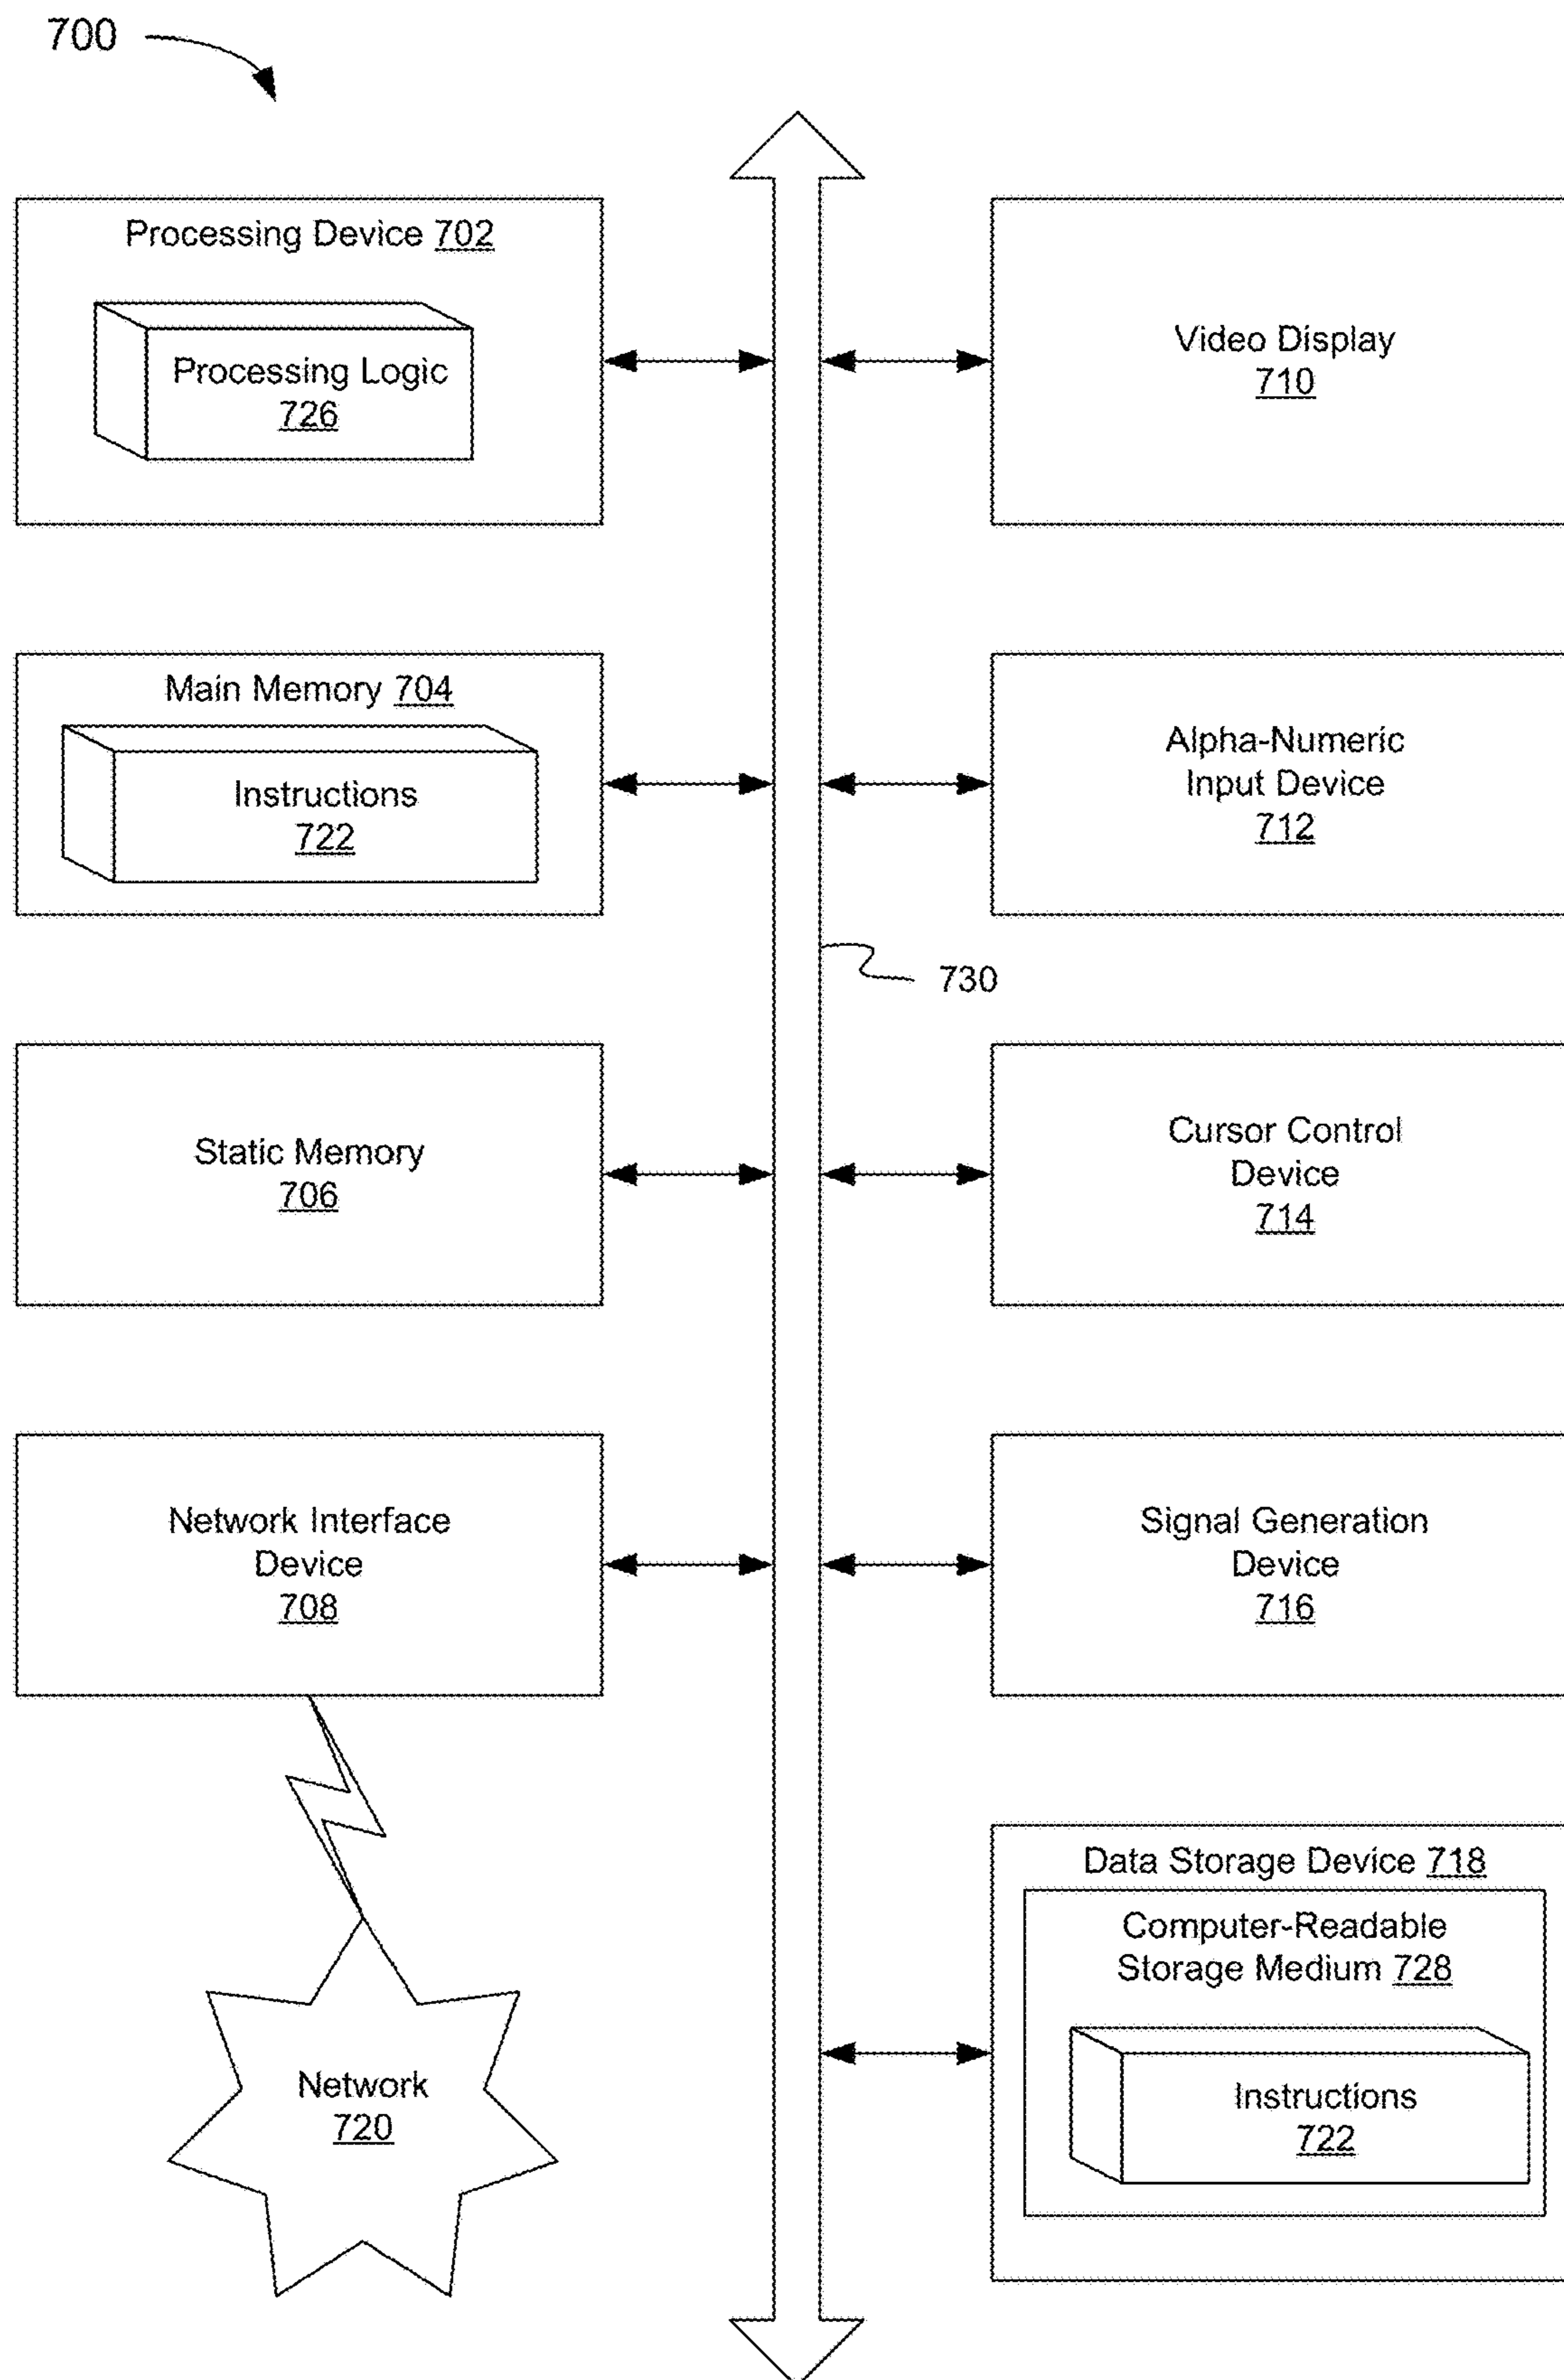 700
Processing Device 702
Processing Logic
726
Main Memory 704
Instructions
722
Static Memory
706
Network Interface
Device
708
Network
720
Video Display
710
Alpha-Numeric
Input Device
712
730
Cursor Control
Device
714
Signal Generation
Device
716
Data Storage Device 718
Computer-Readable
Storage Medium 728
Instructions
722